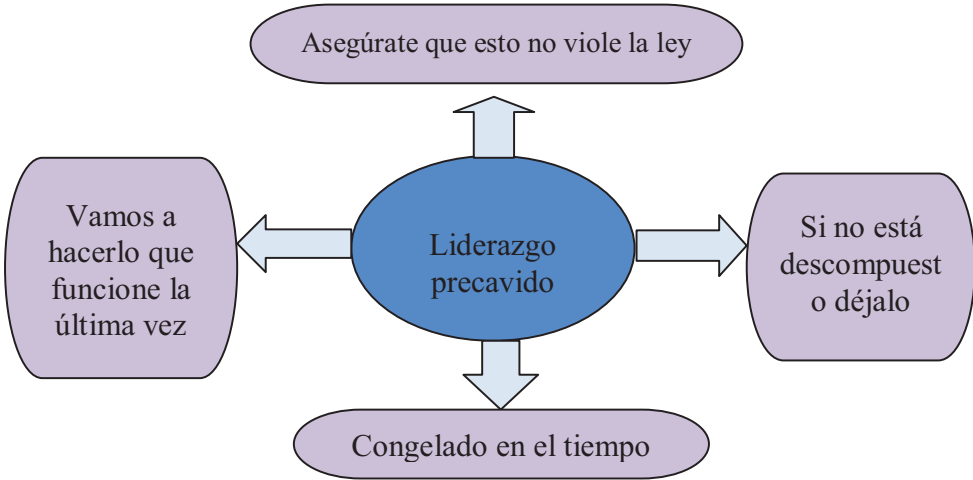 Asegúrate que esto no viole la ley
Vamos a
hacerlo que
funcione la
última vez
Liderazgo
precavido
Si no está
descompuest
o déjalo
Congelado en el tiempo